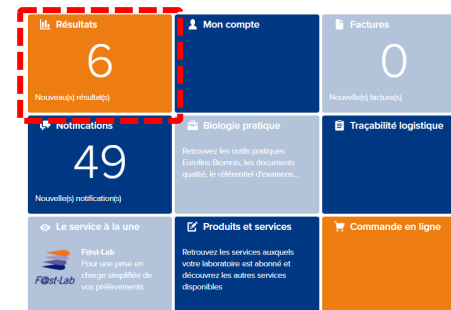 Résultats
6
Nouveau(x) résultat(s)
Mon compte
Factures
0
Nouvelle(s) facture(s)
Notifications
49
Nouvelle(s) notification(s)
Biologie pratique
Retrouvez les outils pratiques
Eurofins Biomnis, les documents
qualité, le référentiel d'examens...
Traçabilité logistique
Le service à la une
F@st-Lab
F@st-Lab
Pour une prise en
charge simplifiée de
vos prélèvements
Produits et services
Retrouvez les services auxquels
votre laboratoire est abonné et
découvrez les autres services
disponibles
Commande en ligne